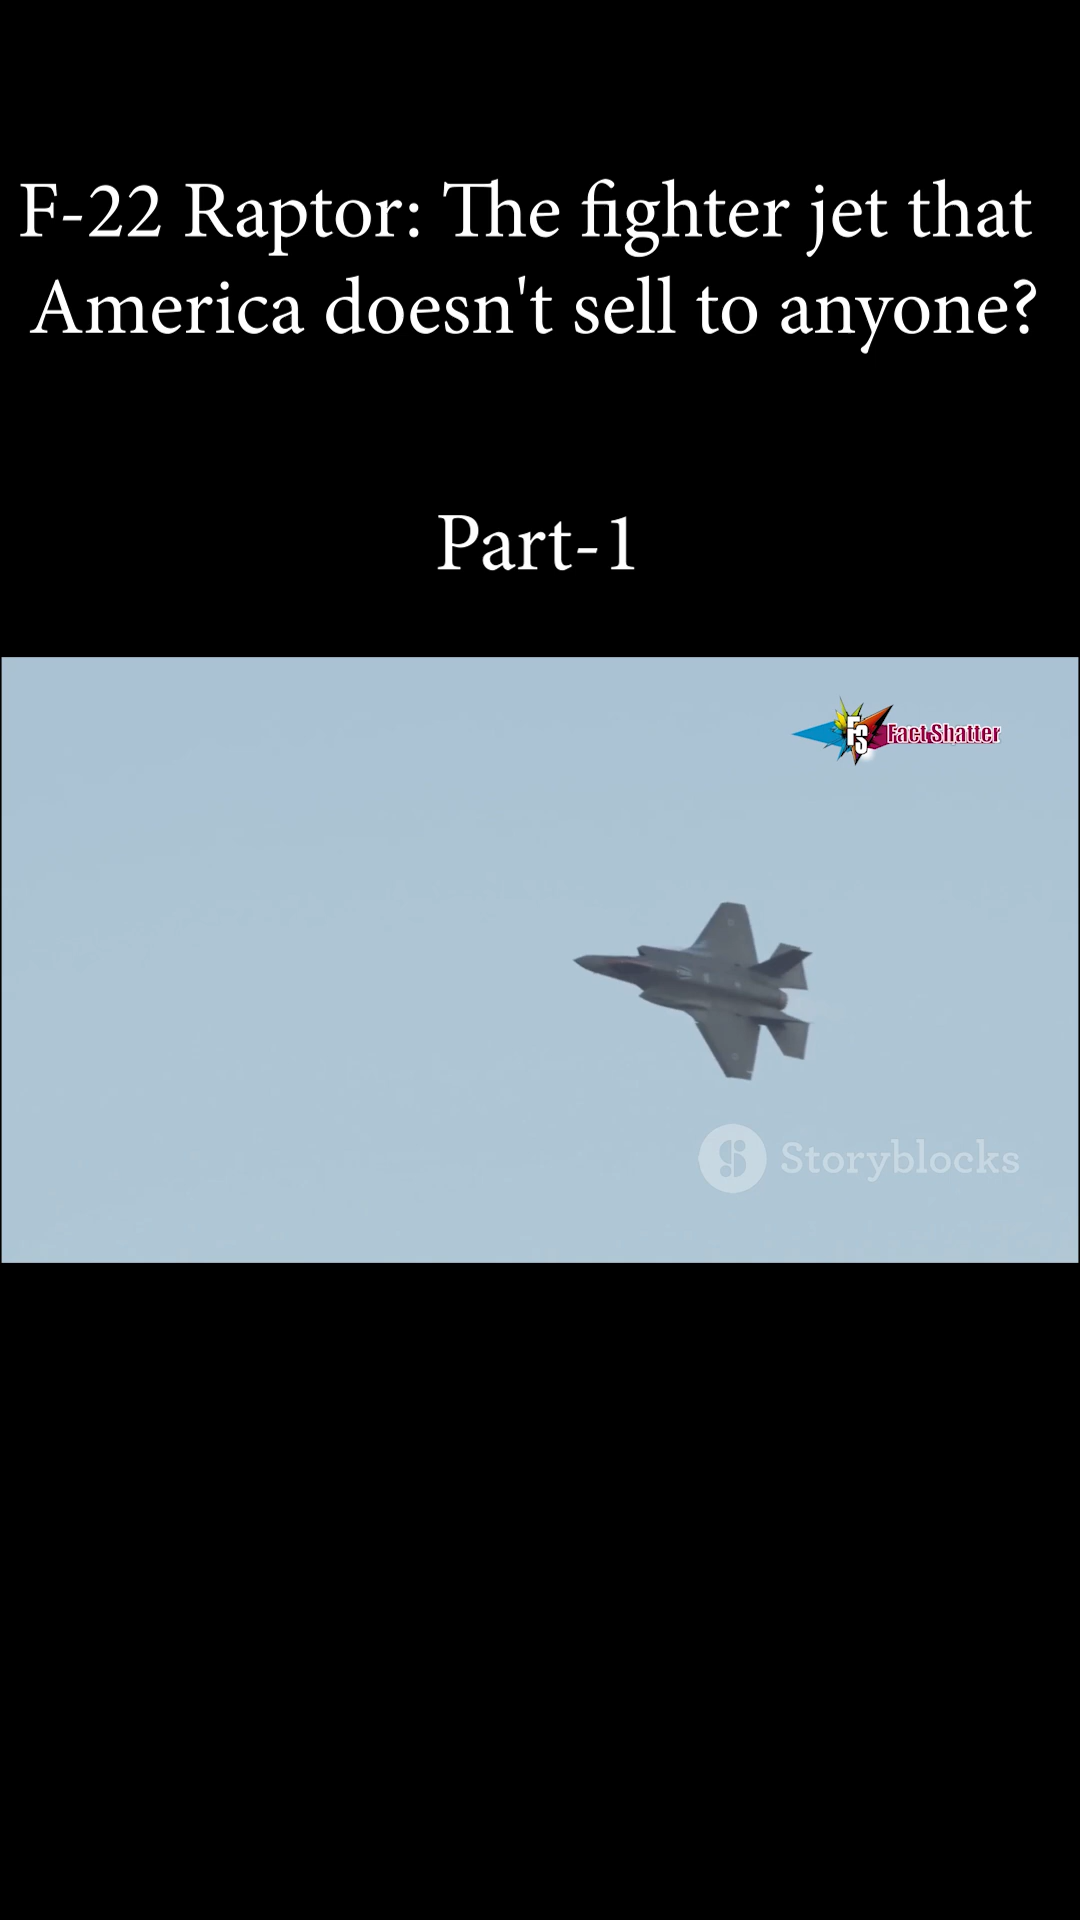 F-22 Raptor: The fighter jet that
America doesn't sell to anyone?
Part-1
FS Fact Shatter
Storyblocks